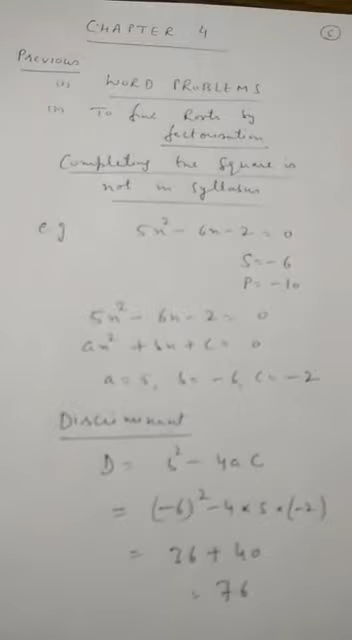 CHAPTER 4
5
Previous
(i) WORD PROBLEMS
(ii) To find Roots by
factorisation
Completing the Square is
not in Syllabus
e.g 5x² - 6x - 2 = 0
S = -6
P = -10
5x² - 6x - 2 = 0
ax² + bx + c = 0
a = 5, b = -6, c = -2
Discriminant
D = b² - 4ac
= (-6)² - 4 × 5 × (-2)
= 36 + 40
= 76